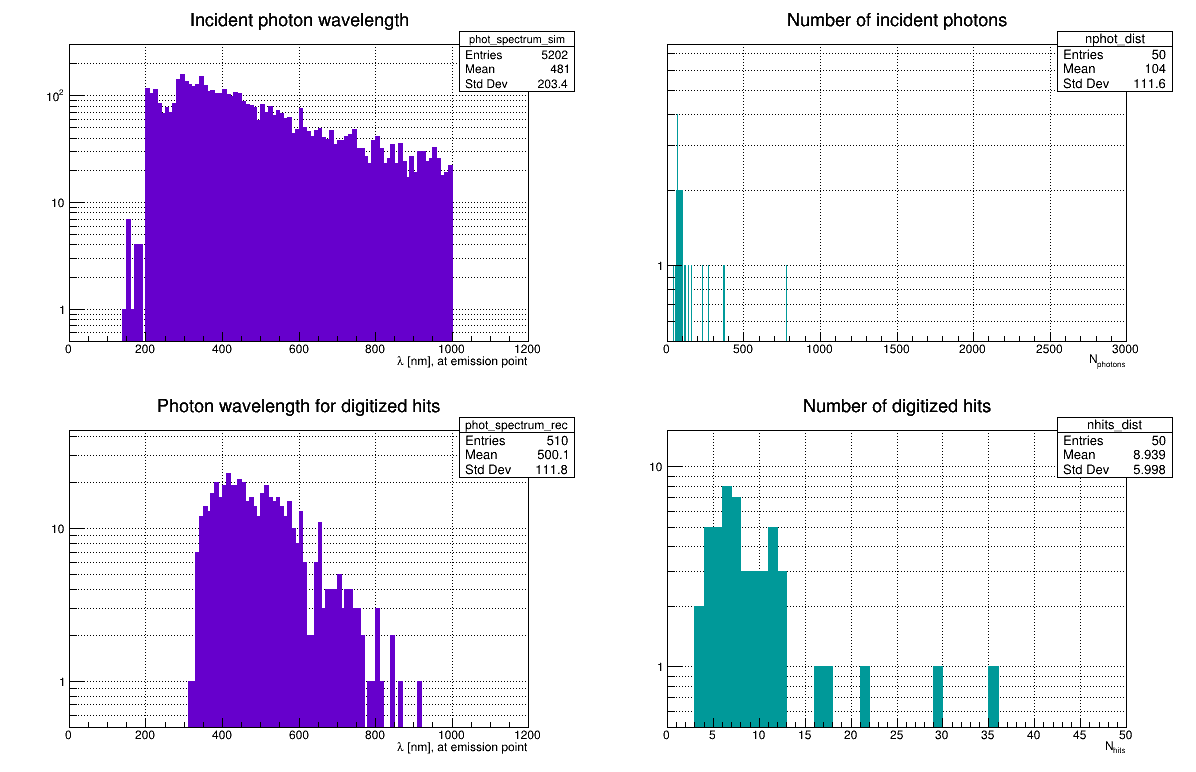 Incident photon wavelength
phot_spectrum_sim
Entries 5202
Mean 481
Std Dev 203.4
10²
10
1
0 200 400 600 800 1000 1200
λ [nm], at emission point
Number of incident photons
nphot_dist
Entries 50
Mean 104
Std Dev 111.6
1
0 500 1000 1500 2000 2500 3000
Nphotons
Photon wavelength for digitized hits
phot_spectrum_rec
Entries 510
Mean 500.1
Std Dev 111.8
10
1
0 200 400 600 800 1000 1200
λ [nm], at emission point
Number of digitized hits
nhits_dist
Entries 50
Mean 8.939
Std Dev 5.998
10
1
0 5 10 15 20 25 30 35 40 45 50
Nhits